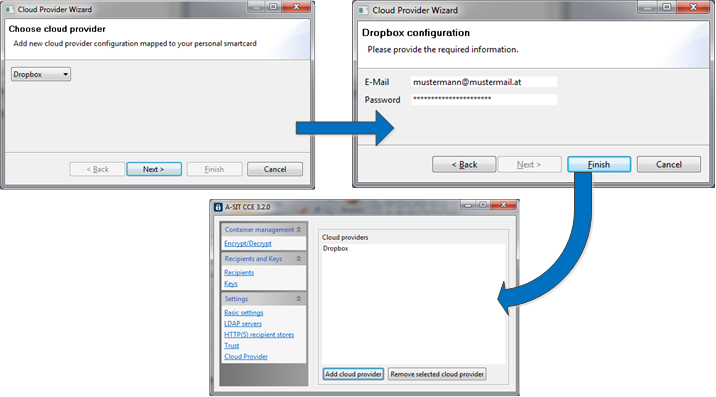 Cloud Provider Wizard
Choose cloud provider
Add new cloud provider configuration mapped to your personal smartcard
Dropbox
< Back
Next >
Finish
Cancel
Cloud Provider Wizard
Dropbox configuration
Please provide the required information.
E-Mail
mustermann@mustermail.at
Password
**********************
< Back
Next >
Finish
Cancel
A-SIT CCE 3.2.0
Container management
Encrypt/Decrypt
Recipients and Keys
Recipients
Keys
Settings
Basic settings
LDAP servers
HTTP(S) recipient stores
Trust
Cloud Provider
Cloud providers
Dropbox
Add cloud provider
Remove selected cloud provider